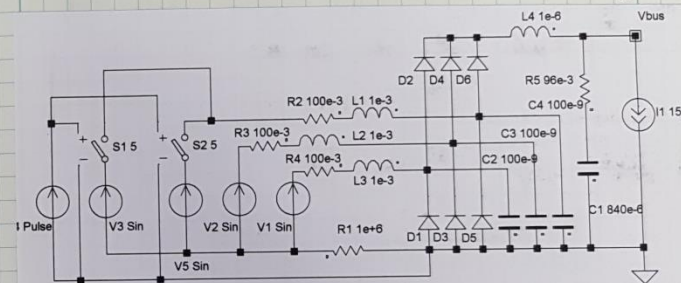 L4 1e-6
Vbus
D2
D4
D6
R5 96e-3
R2 100e-3
L1 1e-3
C4 100e-9
I1 15
S1 5
S2 5
R3 100e-3
L2 1e-3
C3 100e-9
R4 100e-3
C2 100e-9
L3 1e-3
C1 840e-6
Pulse
V3 Sin
V2 Sin
V1 Sin
R1 1e+6
D1
D3
D5
V5 Sin